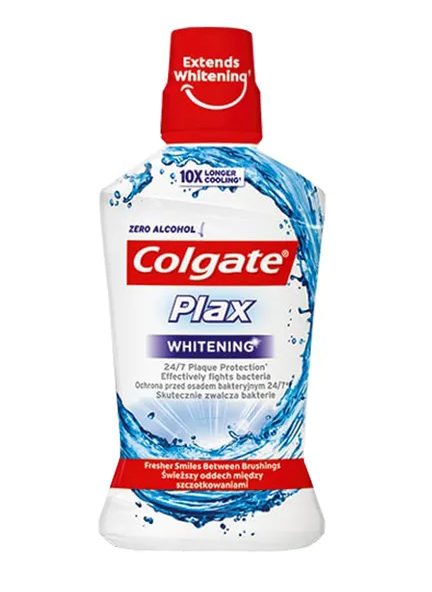 Extends
Whitening†
10X LONGER
COOLING†
ZERO ALCOHOL
Colgate®
Plax
WHITENING
24/7 Plaque Protection*
Effectively fights bacteria
Ochrona przed osadem bakteryjnym 24/7*
Skutecznie zwalcza bakterie
Fresher Smiles Between Brushings
Świeższy oddech między
szczotkowaniami